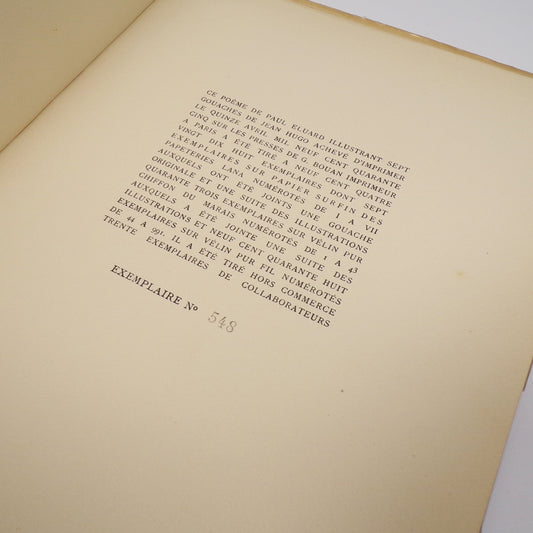 CE POÈME DE PAUL ELUARD ILLUSTRANT SEPT
GOUACHES DE JEAN HUGO ACHEVÉ D'IMPRIMER
LE QUINZE AVRIL MIL NEUF CENT QUARANTE
CINQ SUR LES PRESSES DE G. BOUAN IMPRIMEUR
A PARIS A ÉTÉ TIRÉ A NEUF CENT QUATRE
VINGT DIX HUIT EXEMPLAIRES DONT SEPT
EXEMPLAIRES SUR PAPIER SURFIN DES
PAPETERIES LANA NUMÉROTÉS DE I A VII
AUXQUELS ONT ÉTÉ JOINTS UNE GOUACHE
ORIGINALE ET UNE SUITE DES ILLUSTRATIONS
QUARANTE TROIS EXEMPLAIRES SUR VÉLIN PUR
CHIFFON DU MARAIS NUMÉROTÉS DE 1 A 43
AUXQUELS A ÉTÉ JOINTE UNE SUITE DES
ILLUSTRATIONS ET NEUF CENT QUARANTE HUIT
EXEMPLAIRES SUR VÉLIN PUR FIL NUMÉROTÉS
DE 44 A 991. IL A ÉTÉ TIRÉ HORS COMMERCE
TRENTE EXEMPLAIRES DE COLLABORATEURS
EXEMPLAIRE Nº 548